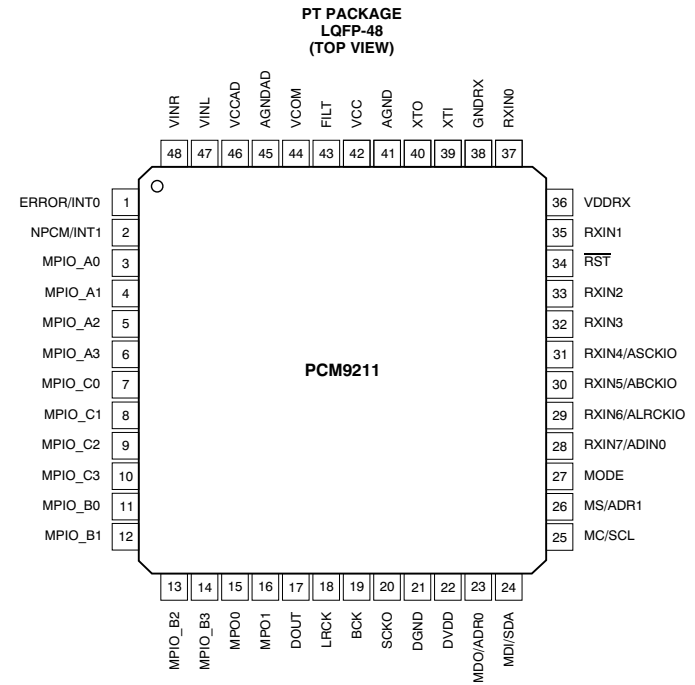 PT PACKAGE
LQFP-48
(TOP VIEW)
VINR
VINL
VCCAD
AGNDAD
VCOM
FILT
VCC
AGND
XTO
XTI
GNDRX
RXIN0
48 47 46 45 44 43 42 41 40 39 38 37
ERROR/INT0 1
NPCM/INT1 2
MPIO_A0 3
MPIO_A1 4
MPIO_A2 5
MPIO_A3 6
MPIO_C0 7
MPIO_C1 8
MPIO_C2 9
MPIO_C3 10
MPIO_B0 11
MPIO_B1 12
PCM9211
36 VDDRX
35 RXIN1
34 RST
33 RXIN2
32 RXIN3
31 RXIN4/ASCKIO
30 RXIN5/ABCKIO
29 RXIN6/ALRCKIO
28 RXIN7/ADIN0
27 MODE
26 MS/ADR1
25 MC/SCL
13 14 15 16 17 18 19 20 21 22 23 24
MPIO_B2
MPIO_B3
MPO0
MPO1
DOUT
LRCK
BCK
SCKO
DGND
DVDD
MDO/ADR0
MDI/SDA